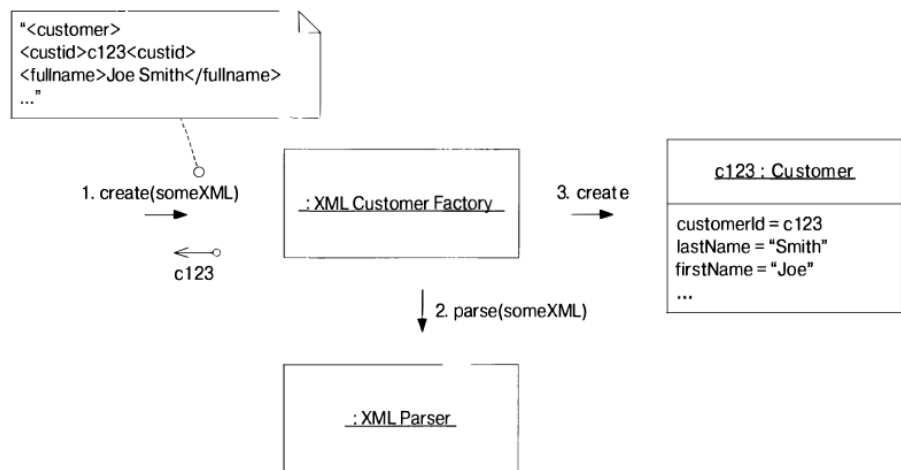 “<customer>
<custid>c123<custid>
<fullname>Joe Smith</fullname>
...”
1. create(someXML)
c123
: XML Customer Factory
3. create
c123 : Customer
customerId = c123
lastName = “Smith”
firstName = “Joe”
...
2. parse(someXML)
: XML Parser